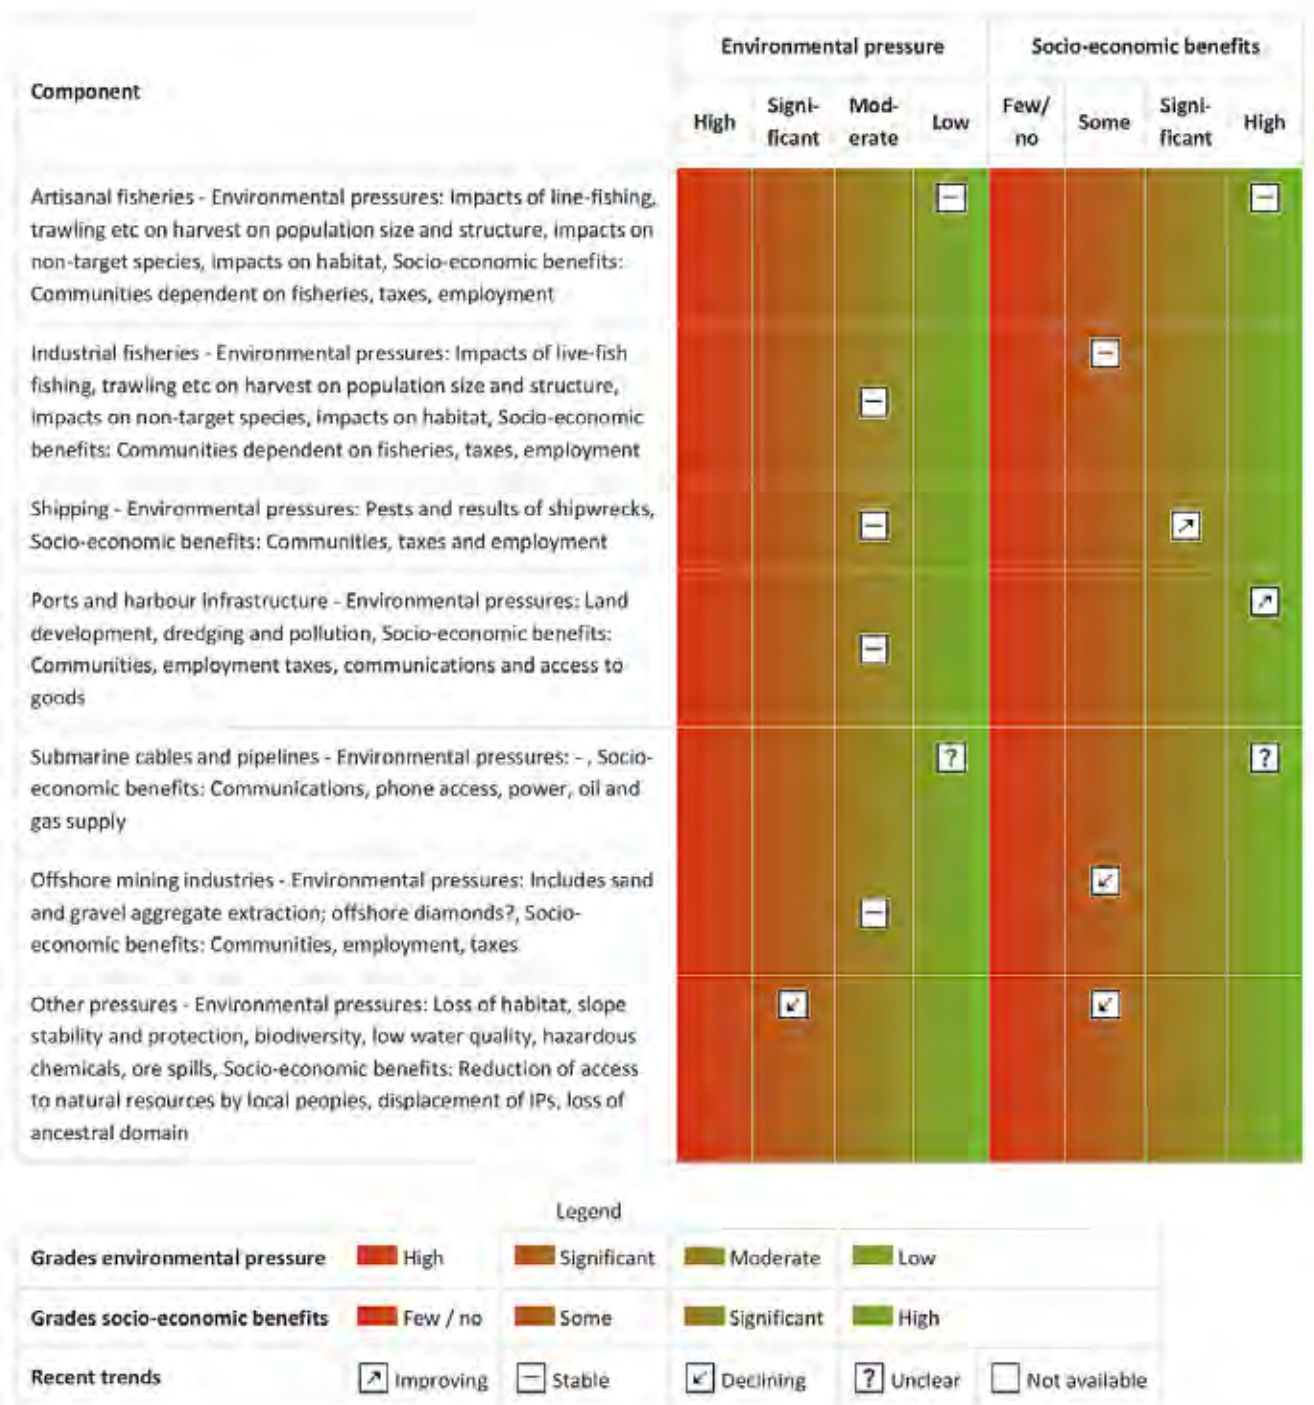 Environmental pressure Socio-economic benefits
Component
High Signi- Mod- Low Few/ Some Signi- High
ficant erate no ficant
Artisanal fisheries - Environmental pressures: Impacts of line-fishing,
trawling etc on harvest on population size and structure, impacts on
non-target species, impacts on habitat, Socio-economic benefits:
Communities dependent on fisheries, taxes, employment
Industrial fisheries - Environmental pressures: Impacts of live-fish
fishing, trawling etc on harvest on population size and structure,
impacts on non-target species, impacts on habitat, Socio-economic
benefits: Communities dependent on fisheries, taxes, employment
Shipping - Environmental pressures: Pests and results of shipwrecks,
Socio-economic benefits: Communities, taxes and employment
Ports and harbour infrastructure - Environmental pressures: Land
development, dredging and pollution, Socio-economic benefits:
Communities, employment taxes, communications and access to
goods
Submarine cables and pipelines - Environmental pressures: - , Socio-
economic benefits: Communications, phone access, power, oil and
gas supply
? ?
Offshore mining industries - Environmental pressures: Includes sand
and gravel aggregate extraction; offshore diamonds?, Socio-
economic benefits: Communities, employment, taxes
Other pressures - Environmental pressures: Loss of habitat, slope
stability and protection, biodiversity, low water quality, hazardous
chemicals, ore spills, Socio-economic benefits: Reduction of access
to natural resources by local peoples, displacement of IPs, loss of
ancestral domain
Legend
Grades environmental pressure High Significant Moderate Low
Grades socio-economic benefits Few / no Some Significant High
Recent trends ↗ Improving — Stable ↙ Declining ? Unclear Not available